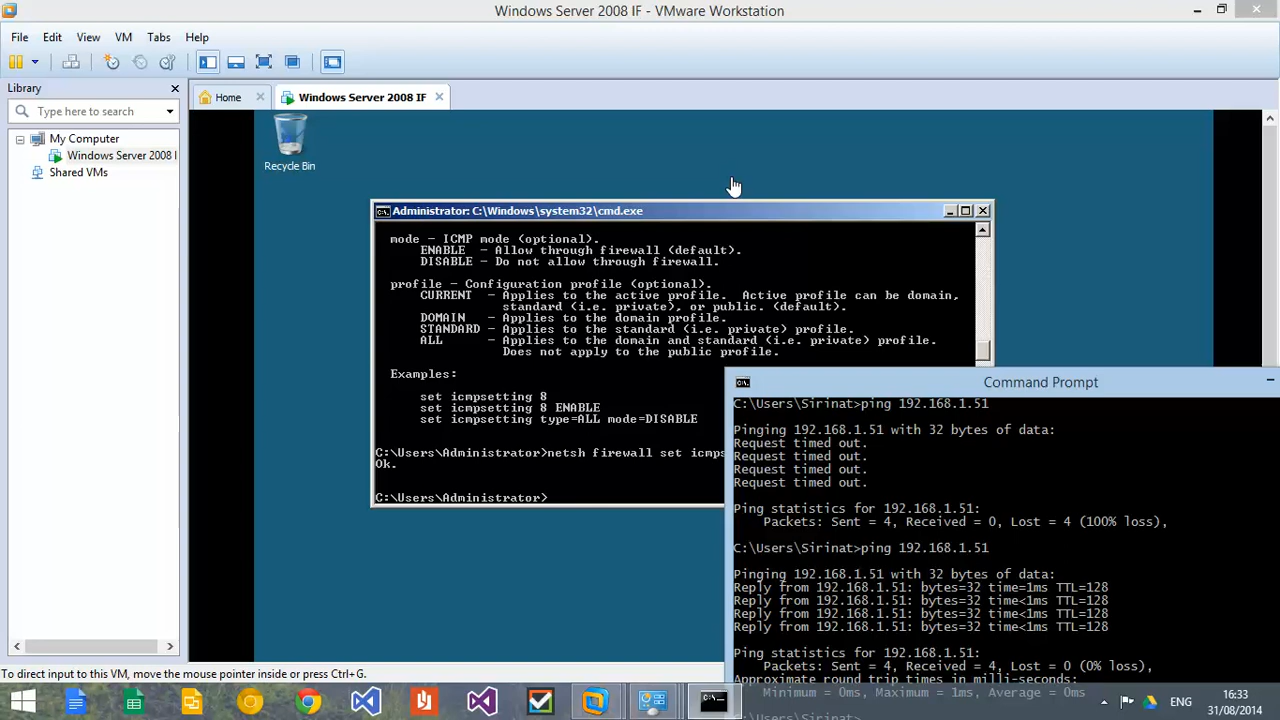 Windows Server 2008 IF - VMware Workstation
File Edit View VM Tabs Help
Library
Type here to search
My Computer
Windows Server 2008 I
Shared VMs
Home
Windows Server 2008 IF
Recycle Bin
Administrator: C:\Windows\system32\cmd.exe
mode - ICMP mode (optional).
ENABLE - Allow through firewall (default).
DISABLE - Do not allow through firewall.
profile - Configuration profile (optional).
CURRENT - Applies to the active profile. Active profile can be domain,
standard (i.e. private), or public. (default).
DOMAIN - Applies to the domain profile.
STANDARD - Applies to the standard (i.e. private) profile.
ALL - Applies to the domain and standard (i.e. private) profile.
Does not apply to the public profile.
Examples:
set icmpsetting 8
set icmpsetting 8 ENABLE
set icmpsetting type=ALL mode=DISABLE
C:\Users\Administrator>netsh firewall set icmps
Ok.
C:\Users\Administrator>
Command Prompt
C:\Users\Sirinat>ping 192.168.1.51
Pinging 192.168.1.51 with 32 bytes of data:
Request timed out.
Request timed out.
Request timed out.
Request timed out.
Ping statistics for 192.168.1.51:
Packets: Sent = 4, Received = 0, Lost = 4 (100% loss),
C:\Users\Sirinat>ping 192.168.1.51
Pinging 192.168.1.51 with 32 bytes of data:
Reply from 192.168.1.51: bytes=32 time=1ms TTL=128
Reply from 192.168.1.51: bytes=32 time<1ms TTL=128
Reply from 192.168.1.51: bytes=32 time<1ms TTL=128
Reply from 192.168.1.51: bytes=32 time<1ms TTL=128
Ping statistics for 192.168.1.51:
Packets: Sent = 4, Received = 4, Lost = 0 (0% loss),
Approximate round trip times in milli-seconds:
Minimum = 0ms, Maximum = 1ms, Average = 0ms
C:\Users\Sirinat>
To direct input to this VM, move the mouse pointer inside or press Ctrl+G.
ENG
16:33
31/08/2014